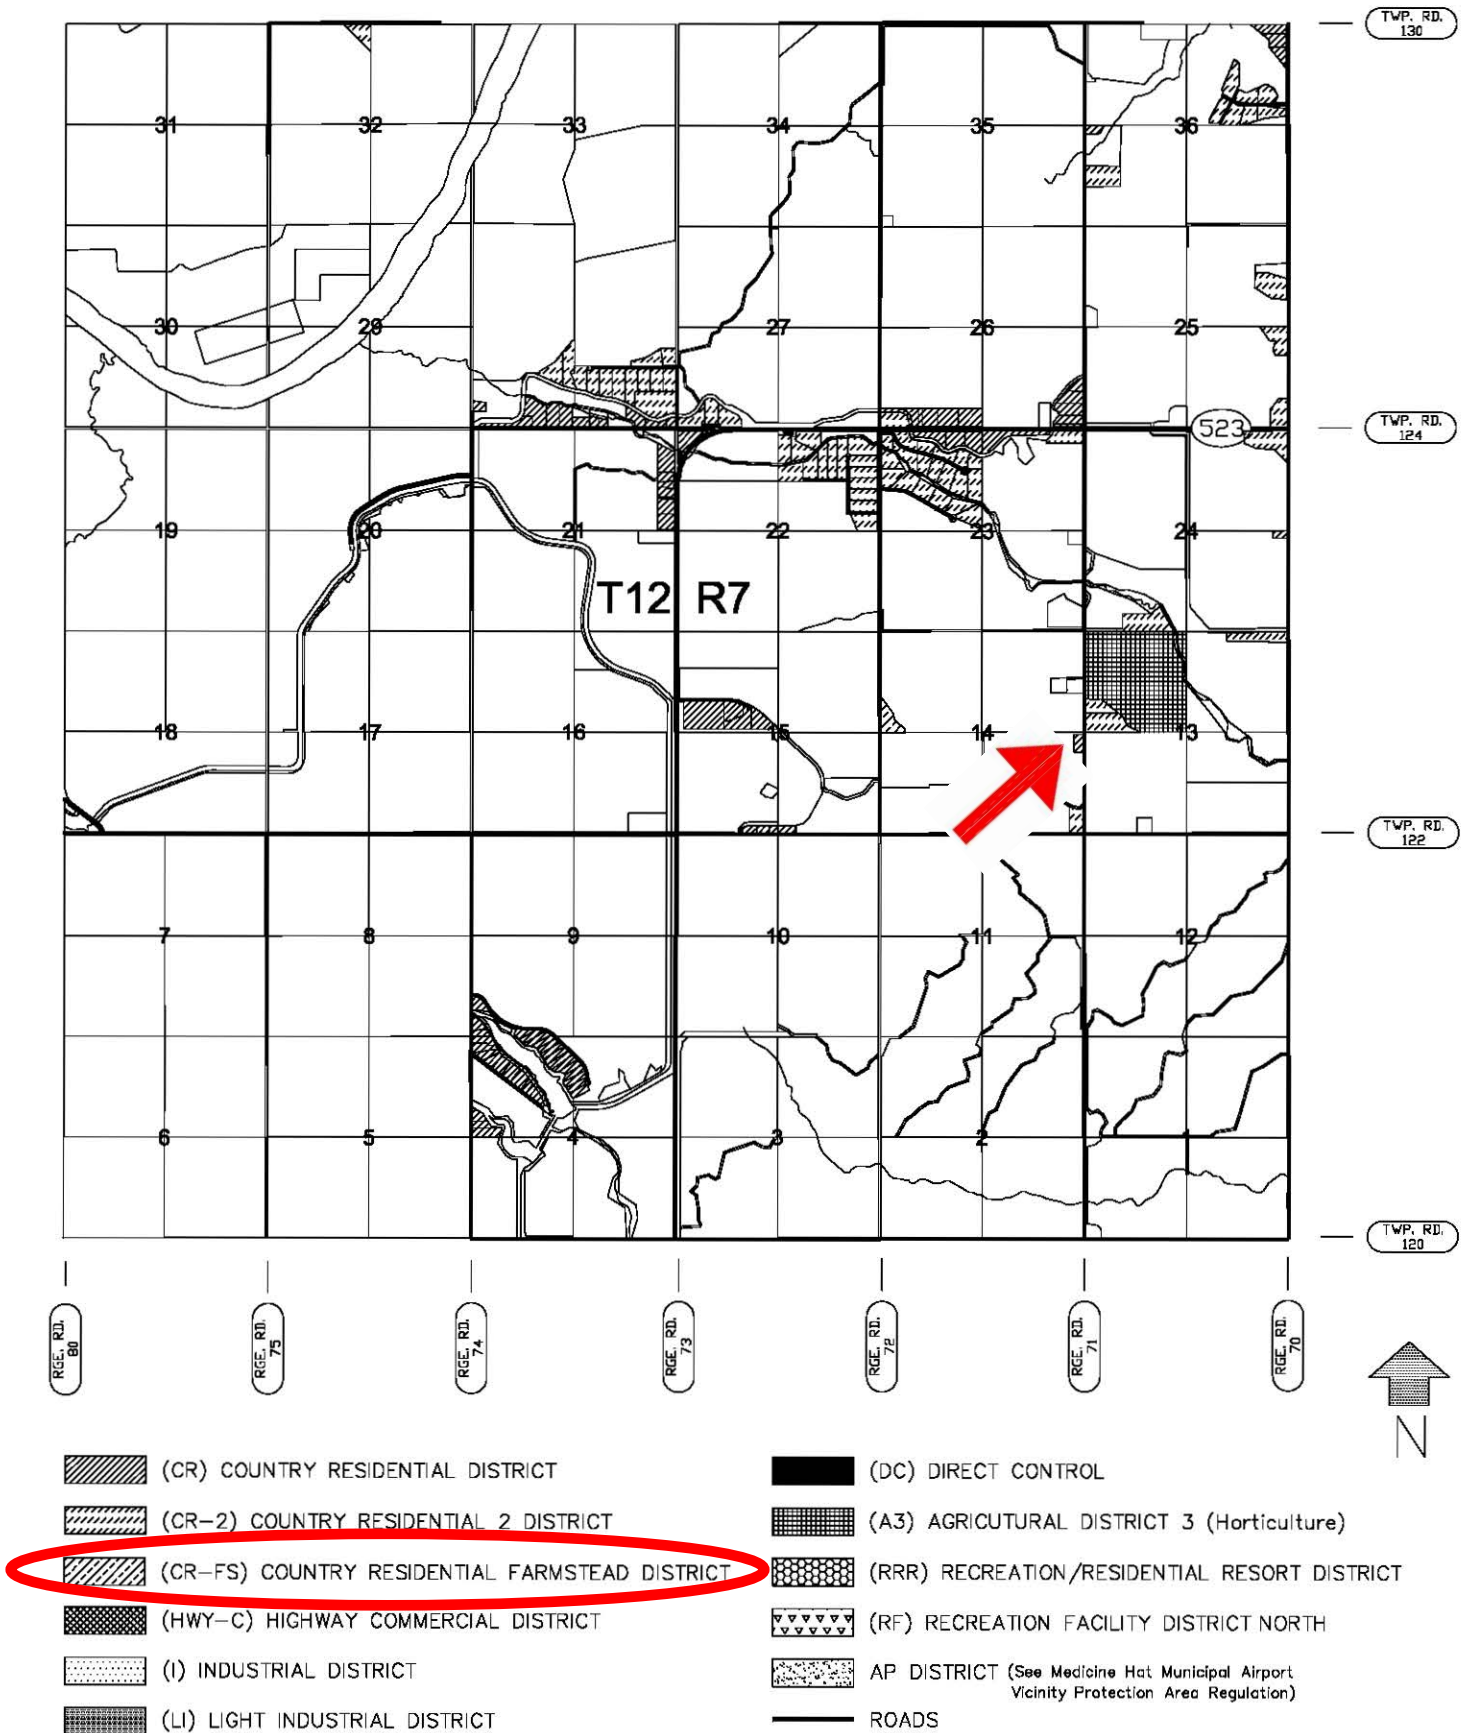 TWP. RD.
130
31 32 33 34 35 36
30 29 27 26 25
523
TWP. RD.
124
19 20 21 22 23 24
T12 R7
18 17 16 15 14 13
TWP. RD.
122
7 8 9 10 11 12
6 5 4 3 2 1
TWP. RD.
120
RGE. RD.
80
RGE. RD.
75
RGE. RD.
74
RGE. RD.
73
RGE. RD.
72
RGE. RD.
71
RGE. RD.
70
N
(CR) COUNTRY RESIDENTIAL DISTRICT
(CR-2) COUNTRY RESIDENTIAL 2 DISTRICT
(CR-FS) COUNTRY RESIDENTIAL FARMSTEAD DISTRICT
(HWY-C) HIGHWAY COMMERCIAL DISTRICT
(I) INDUSTRIAL DISTRICT
(LI) LIGHT INDUSTRIAL DISTRICT
(DC) DIRECT CONTROL
(A3) AGRICUTURAL DISTRICT 3 (Horticulture)
(RRR) RECREATION/RESIDENTIAL RESORT DISTRICT
(RF) RECREATION FACILITY DISTRICT NORTH
AP DISTRICT (See Medicine Hat Municipal Airport
Vicinity Protection Area Regulation)
ROADS